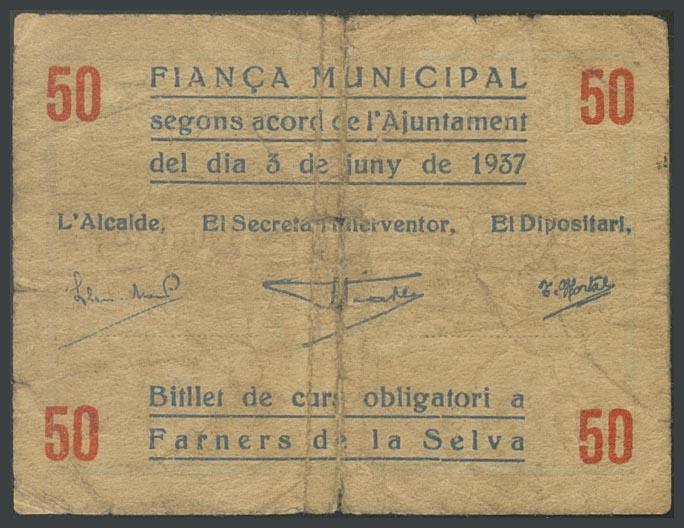 50 FIANÇA MUNICIPAL 50
segons acord de l'Ajuntament
del dia 3 de juny de 1937
L'Alcalde, El Secretari Interventor, El Dipositari,
Bitllet de curs obligatori a
50 Farners de la Selva 50